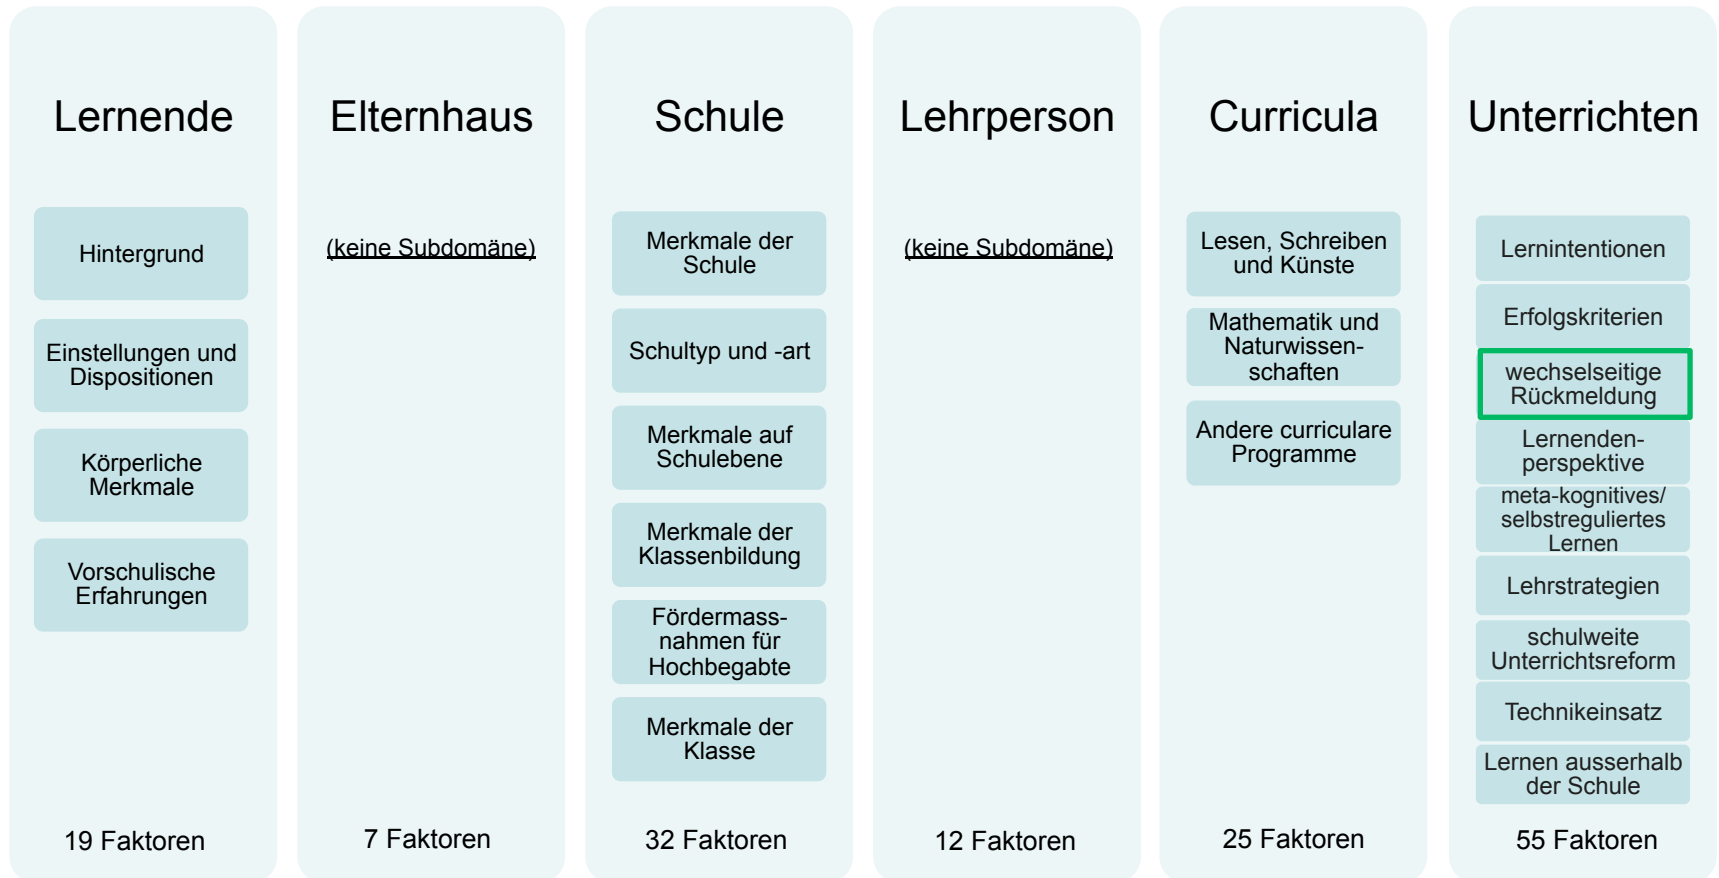 Lernende
Hintergrund
Einstellungen und
Dispositionen
Körperliche
Merkmale
Vorschulische
Erfahrungen
19 Faktoren
Elternhaus
(keine Subdomäne)
7 Faktoren
Schule
Merkmale der
Schule
Schultyp und -art
Merkmale auf
Schulebene
Merkmale der
Klassenbildung
Fördermass-
nahmen für
Hochbegabte
Merkmale der
Klasse
32 Faktoren
Lehrperson
(keine Subdomäne)
12 Faktoren
Curricula
Lesen, Schreiben
und Künste
Mathematik und
Naturwissen-
schaften
Andere curriculare
Programme
25 Faktoren
Unterrichten
Lernintentionen
Erfolgskriterien
wechselseitige
Rückmeldung
Lernenden-
perspektive
meta-kognitives/
selbstreguliertes
Lernen
Lehrstrategien
schulweite
Unterrichtsreform
Technikeinsatz
Lernen ausserhalb
der Schule
55 Faktoren